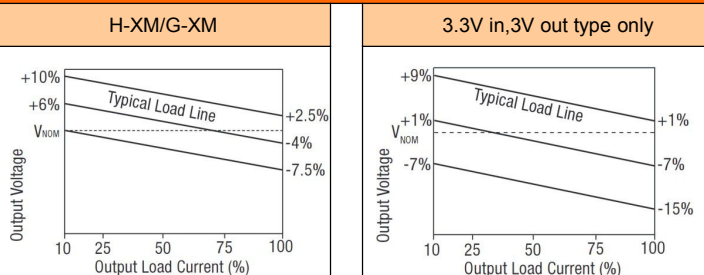 H-XM/G-XM
+10%
+6%
VNOM
Typical Load Line
+2.5%
-4%
-7.5%
Output Voltage
10 25 50 75 100
Output Load Current (%)
3.3V in,3V out type only
+9%
+1%
VNOM
-7%
Typical Load Line
+1%
-7%
-15%
Output Voltage
10 25 50 75 100
Output Load Current (%)